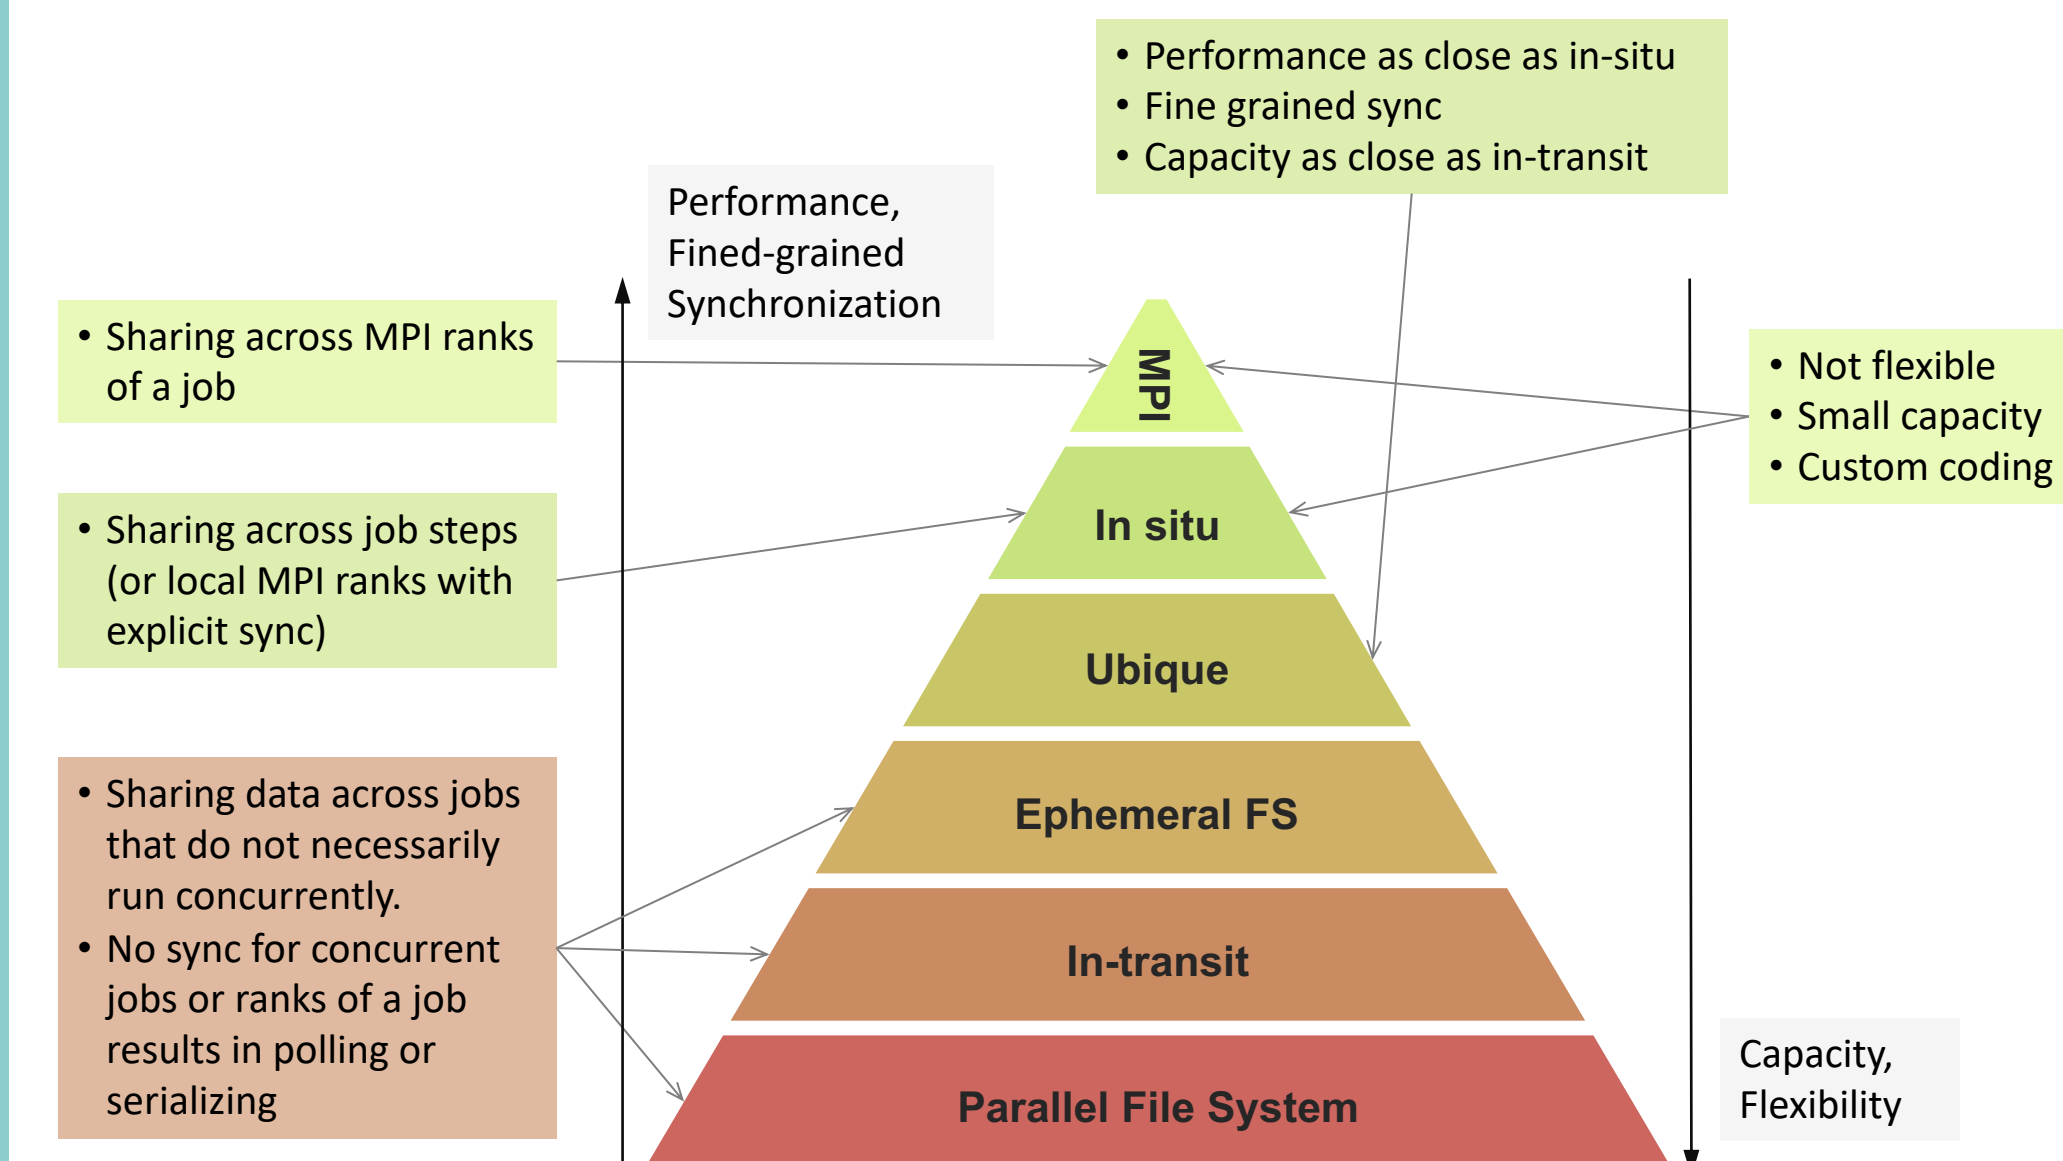 • Performance as close as in-situ
• Fine grained sync
• Capacity as close as in-transit
Performance,
Fined-grained
Synchronization
• Sharing across MPI ranks
of a job
• Sharing across job steps
(or local MPI ranks with
explicit sync)
• Sharing data across jobs
that do not necessarily
run concurrently.
• No sync for concurrent
jobs or ranks of a job
results in polling or
serializing
MPI
In situ
Ubique
Ephemeral FS
In-transit
Parallel File System
• Not flexible
• Small capacity
• Custom coding
Capacity,
Flexibility